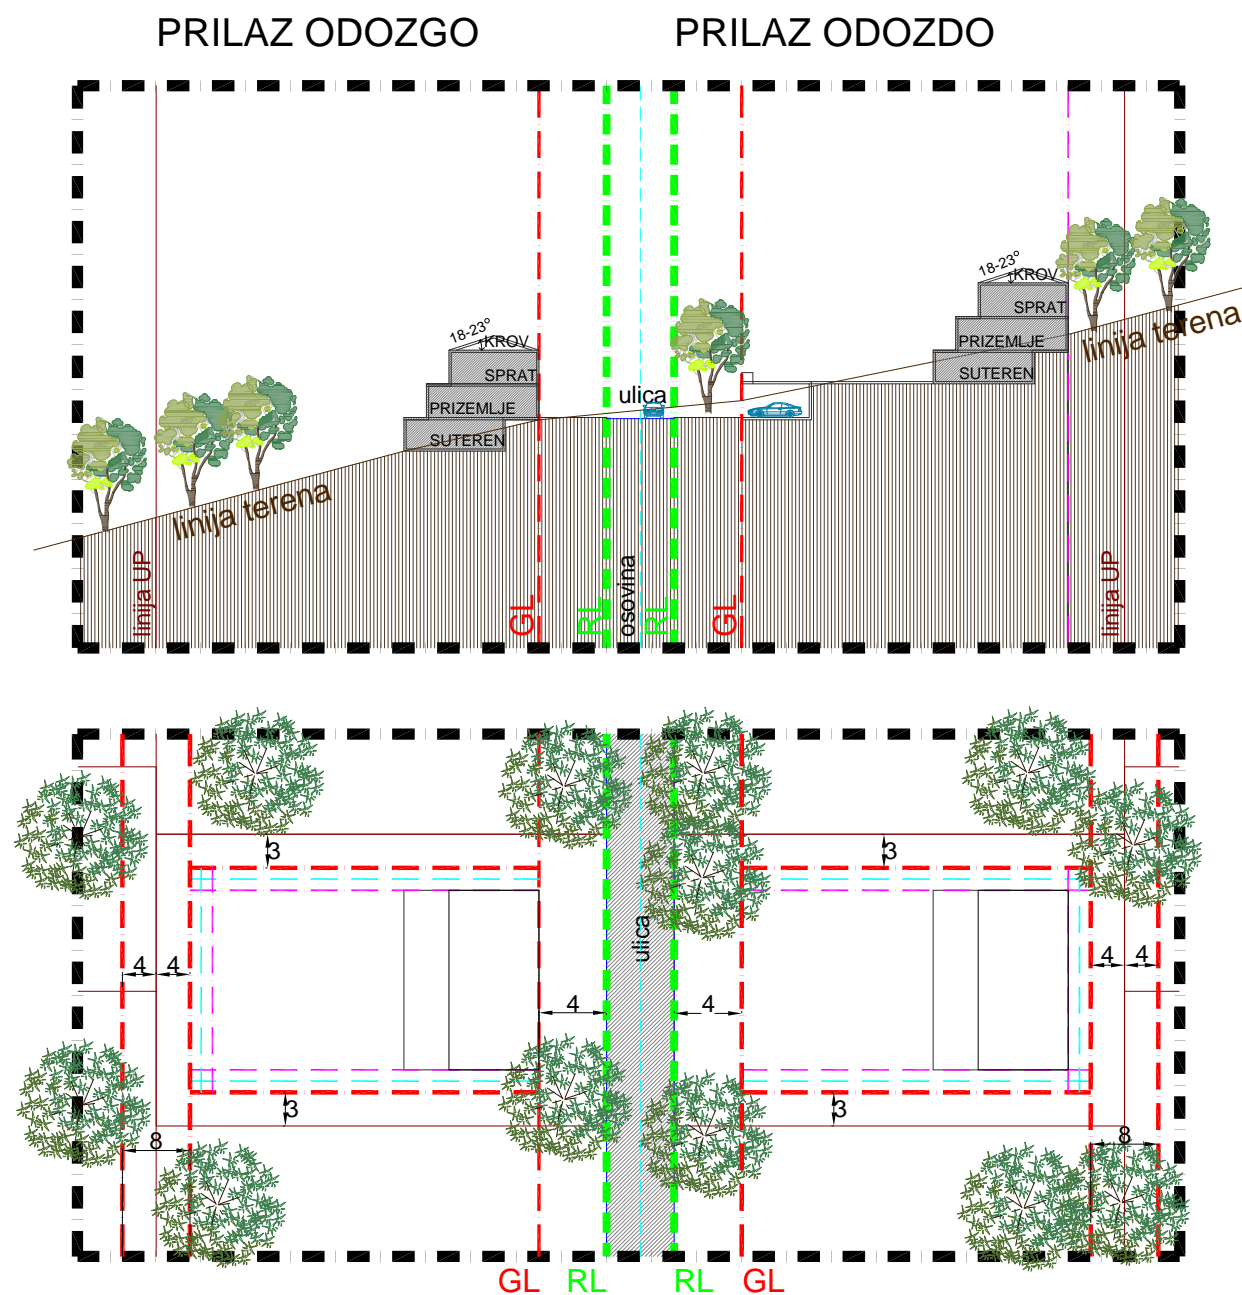 PRILAZ ODOZGO
PRILAZ ODOZDO
18-23°
KROV
SPRAT
PRIZEMLJE
SUTEREN
ulica
18-23°
KROV
SPRAT
PRIZEMLJE
SUTEREN
linija terena
linija terena
linija UP
GL
RL
osovina
RL
GL
linija UP
3
3
ulica
4
4
4
4
4
4
3
3
8
8
GL
RL
RL
GL